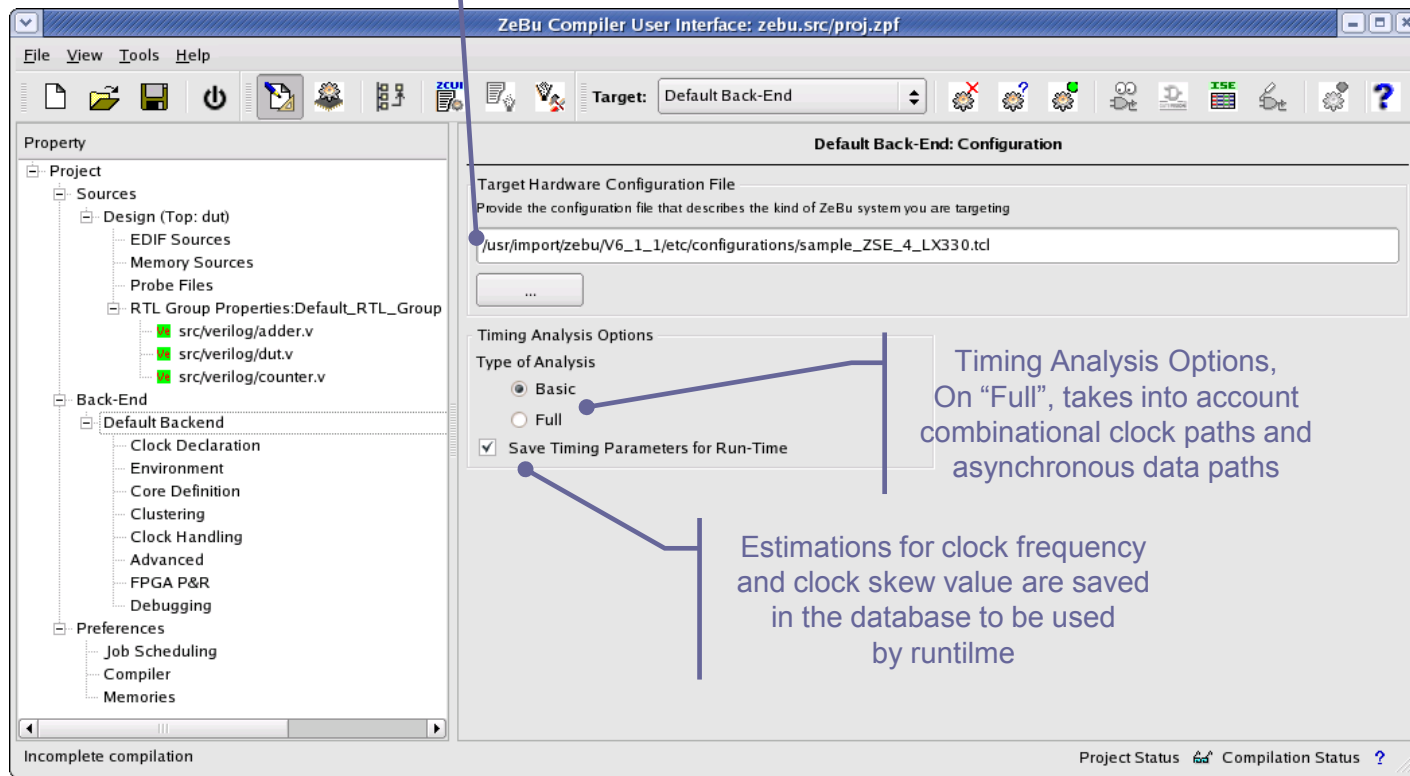 ZeBu Compiler User Interface: zebu.src/proj.zpf
File View Tools Help
ZCUI
Target: Default Back-End
ISE
Property
Project
Sources
Design (Top: dut)
EDIF Sources
Memory Sources
Probe Files
RTL Group Properties:Default_RTL_Group
Ve src/verilog/adder.v
Ve src/verilog/dut.v
Ve src/verilog/counter.v
Back-End
Default Backend
Clock Declaration
Environment
Core Definition
Clustering
Clock Handling
Advanced
FPGA P&R
Debugging
Preferences
Job Scheduling
Compiler
Memories
Default Back-End: Configuration
Target Hardware Configuration File
Provide the configuration file that describes the kind of ZeBu system you are targeting
/usr/import/zebu/V6_1_1/etc/configurations/sample_ZSE_4_LX330.tcl
...
Timing Analysis Options
Type of Analysis
Basic
Full
Save Timing Parameters for Run-Time
Timing Analysis Options,
On “Full”, takes into account
combinational clock paths and
asynchronous data paths
Estimations for clock frequency
and clock skew value are saved
in the database to be used
by runtilme
Incomplete compilation
Project Status Compilation Status ?